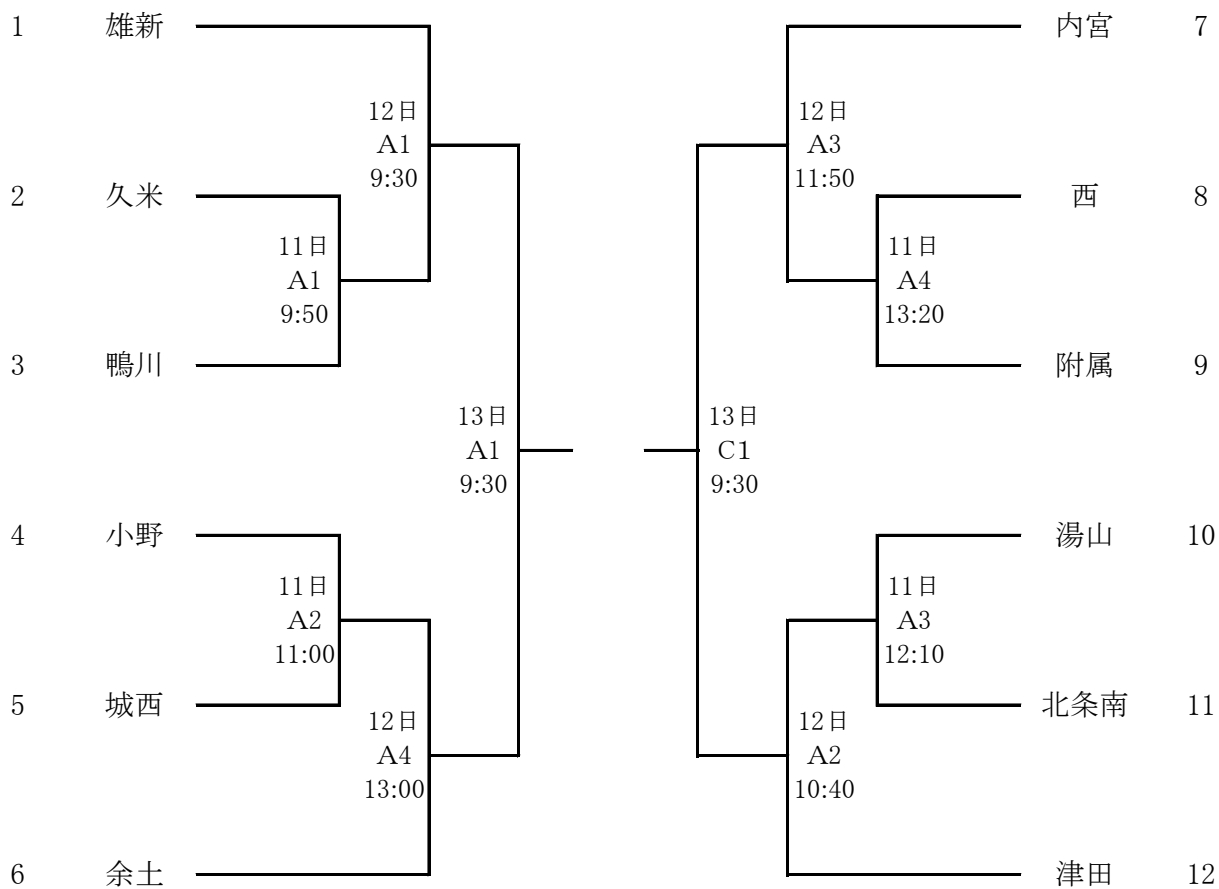 1 雄新
内宮 7
12日
A1
9:30
12日
A3
11:50
2 久米
西 8
11日
A1
9:50
11日
A4
13:20
3 鴨川
附属 9
13日
A1
9:30
13日
C1
9:30
4 小野
湯山 10
11日
A2
11:00
11日
A3
12:10
5 城西
北条南 11
12日
A4
13:00
12日
A2
10:40
6 余土
津田 12